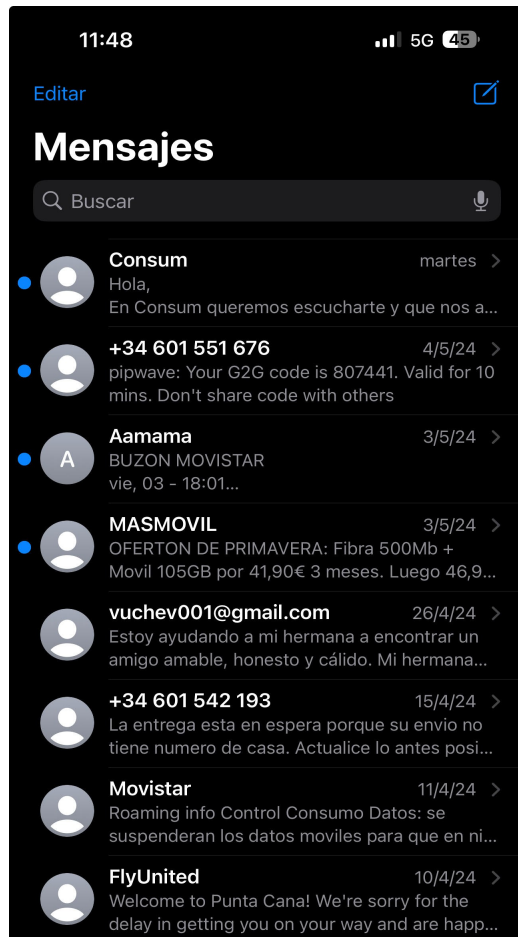 11:48
5G 45
Editar
Mensajes
Buscar
Consum martes
Hola,
En Consum queremos escucharte y que nos a...
+34 601 551 676 4/5/24
pipwave: Your G2G code is 807441. Valid for 10
mins. Don't share code with others
A
Aamama 3/5/24
BUZON MOVISTAR
vie, 03 - 18:01...
MASMOVIL 3/5/24
OFERTON DE PRIMAVERA: Fibra 500Mb +
Movil 105GB por 41,90€ 3 meses. Luego 46,9...
vuchev001@gmail.com 26/4/24
Estoy ayudando a mi hermana a encontrar un
amigo amable, honesto y cálido. Mi hermana...
+34 601 542 193 15/4/24
La entrega esta en espera porque su envio no
tiene numero de casa. Actualice lo antes posi...
Movistar 11/4/24
Roaming info Control Consumo Datos: se
suspenderan los datos moviles para que en ni...
FlyUnited 10/4/24
Welcome to Punta Cana! We're sorry for the
delay in getting you on your way and are happ...